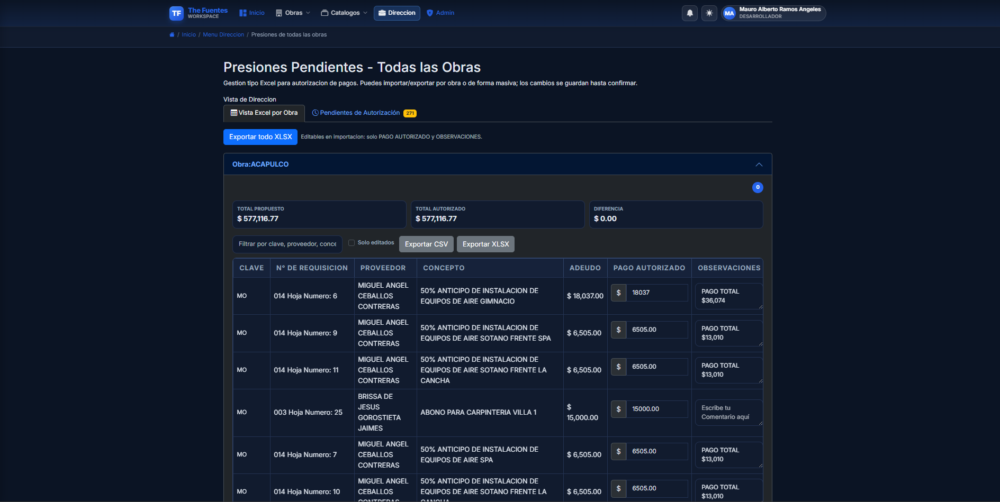 TF The Fuentes WORKSPACE Inicio Obras Catalogos Direccion Admin MA Mauro Alberto Ramos Angeles DESARROLLADOR
/ Inicio / Menu Direccion / Presiones de todas las obras
Presiones Pendientes - Todas las Obras
Gestion tipo Excel para autorizacion de pagos. Puedes importar/exportar por obra o de forma masiva; los cambios se guardan hasta confirmar.
Vista de Direccion
Vista Excel por Obra Pendientes de Autorización 271
Exportar todo XLSX Editables en importacion: solo PAGO AUTORIZADO y OBSERVACIONES.
Obra:ACAPULCO
0
TOTAL PROPUESTO TOTAL AUTORIZADO DIFERENCIA
$ 577,116.77 $ 577,116.77 $ 0.00
Filtrar por clave, proveedor, conce Solo editados Exportar CSV Exportar XLSX
CLAVE N° DE REQUISICION PROVEEDOR CONCEPTO ADEUDO PAGO AUTORIZADO OBSERVACIONES
MO 014 Hoja Numero: 6 MIGUEL ANGEL CEBALLOS CONTRERAS 50% ANTICIPO DE INSTALACION DE EQUIPOS DE AIRE GIMNACIO $ 18,037.00 $ 18037 PAGO TOTAL $36,074
MO 014 Hoja Numero: 9 MIGUEL ANGEL CEBALLOS CONTRERAS 50% ANTICIPO DE INSTALACION DE EQUIPOS DE AIRE SOTANO FRENTE SPA $ 6,505.00 $ 6505.00 PAGO TOTAL $13,010
MO 014 Hoja Numero: 11 MIGUEL ANGEL CEBALLOS CONTRERAS 50% ANTICIPO DE INSTALACION DE EQUIPOS DE AIRE SOTANO FRENTE LA CANCHA $ 6,505.00 $ 6505.00 PAGO TOTAL $13,010
MO 003 Hoja Numero: 25 BRISSA DE JESUS GOROSTIETA JAIMES ABONO PARA CARPINTERIA VILLA 1 $ 15,000.00 $ 15000.00 Escribe tu Comentario aquí
MO 014 Hoja Numero: 7 MIGUEL ANGEL CEBALLOS CONTRERAS 50% ANTICIPO DE INSTALACION DE EQUIPOS DE AIRE SPA $ 6,505.00 $ 6505.00 PAGO TOTAL $13,010
MO 014 Hoja Numero: 10 MIGUEL ANGEL CEBALLOS CONTRERAS 50% ANTICIPO DE INSTALACION DE EQUIPOS DE AIRE SOTANO FRENTE LA CANCHA $ 6,505.00 $ 6505.00 PAGO TOTAL $13,010